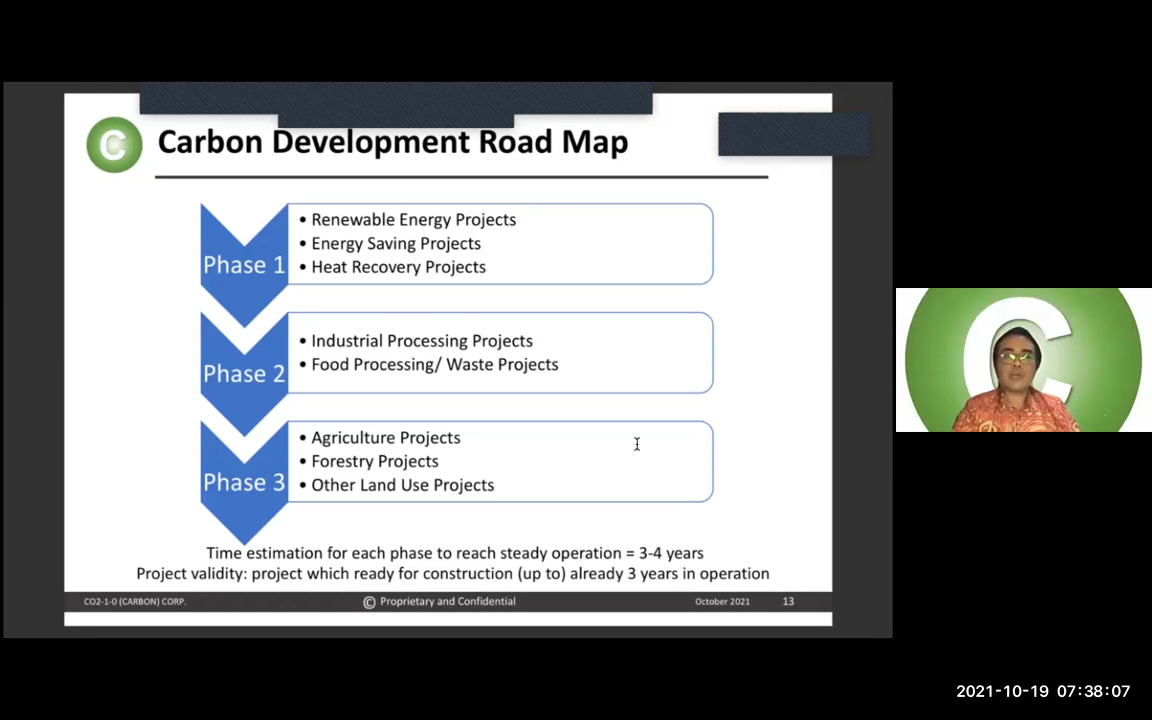 C
Carbon Development Road Map
Phase 1
• Renewable Energy Projects
• Energy Saving Projects
• Heat Recovery Projects
Phase 2
• Industrial Processing Projects
• Food Processing/ Waste Projects
Phase 3
• Agriculture Projects
• Forestry Projects
• Other Land Use Projects
Time estimation for each phase to reach steady operation = 3-4 years
Project validity: project which ready for construction (up to) already 3 years in operation
CO2-1-0 (CARBON) CORP.
© Proprietary and Confidential
October 2021
13
C
2021-10-19 07:38:07